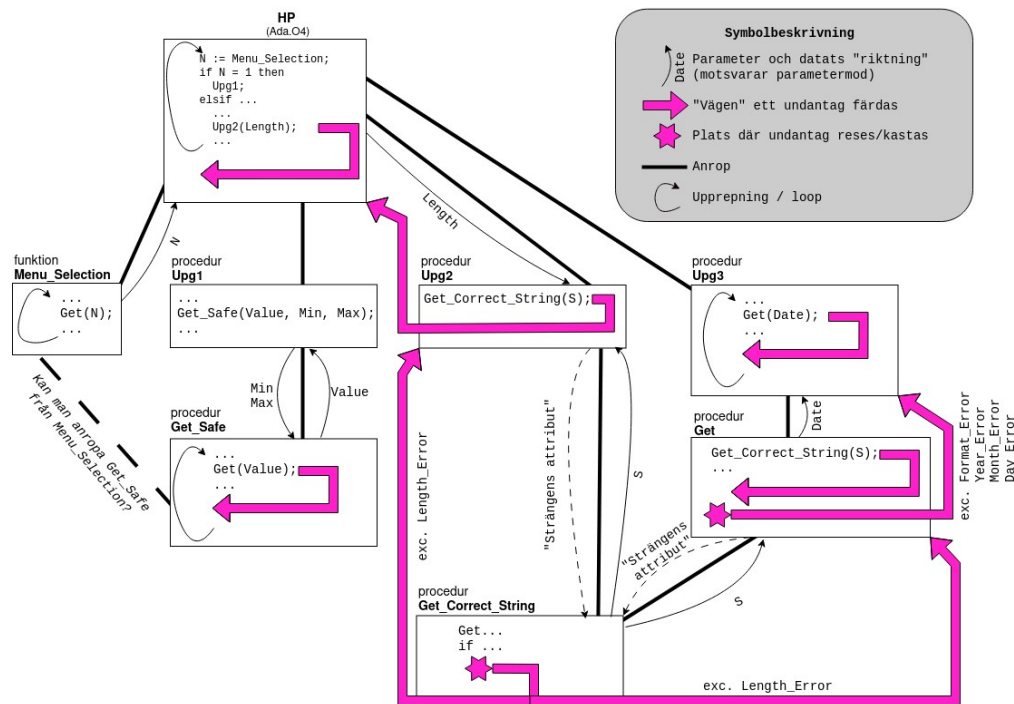 HP
(Ada.O4)
N := Menu_Selection;
if N = 1 then
Upg1;
elsif ...
...
Upg2(Length);
...
Symbolbeskrivning
Date
Parameter och datats "riktning"
(motsvarar parametermod)
"Vägen" ett undantag färdas
Plats där undantag reses/kastas
Anrop
Upprepning / loop
Length
N
funktion
Menu_Selection
...
Get(N);
...
procedur
Upg1
...
Get_Safe(Value, Min, Max);
...
procedur
Upg2
Get_Correct_String(S);
procedur
Upg3
...
Get(Date);
...
Kan man anropa Get_Safe
från Menu_Selection?
Min
Max
Value
procedur
Get_Safe
...
Get(Value);
...
exc. Length_Error
"Strängens attribut"
S
Date
procedur
Get
Get_Correct_String(S);
...
exc. Format_Error
Year_Error
Month_Error
Day_Error
"Strängens
attribut"
S
procedur
Get_Correct_String
Get...
if ...
exc. Length_Error